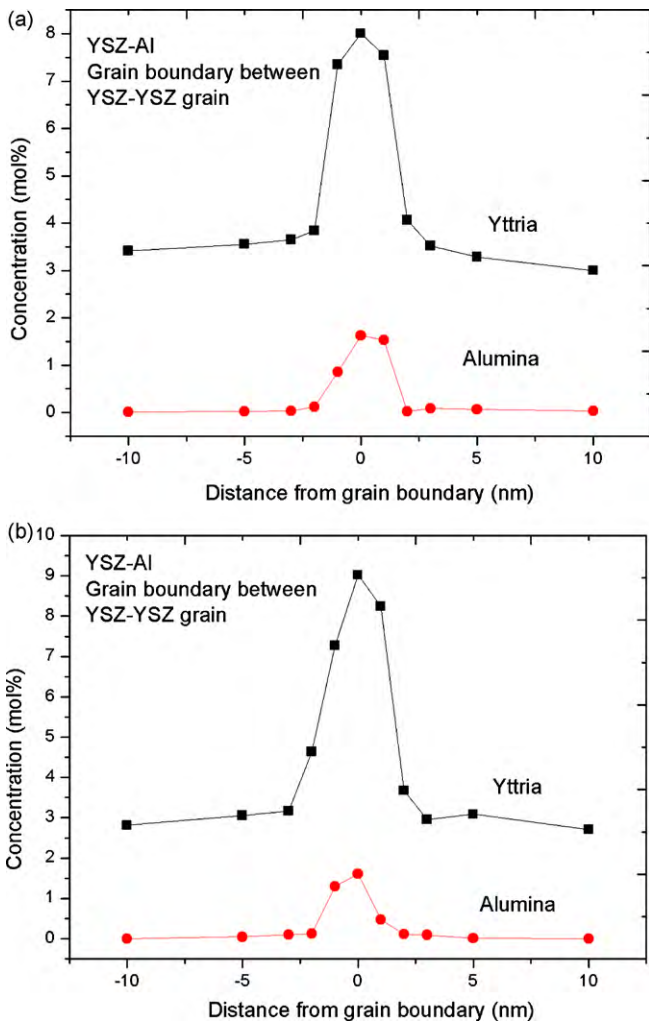 (a)
8
YSZ-Al
Grain boundary between
YSZ-YSZ grain
7
6
5
4
3
2
1
0
Yttria
Alumina
Concentration (mol%)
-10 -5 0 5 10
Distance from grain boundary (nm)
(b)
10
YSZ-Al
Grain boundary between
YSZ-YSZ grain
9
8
7
6
5
4
3
2
1
0
Yttria
Alumina
Concentration (mol%)
-10 -5 0 5 10
Distance from grain boundary (nm)